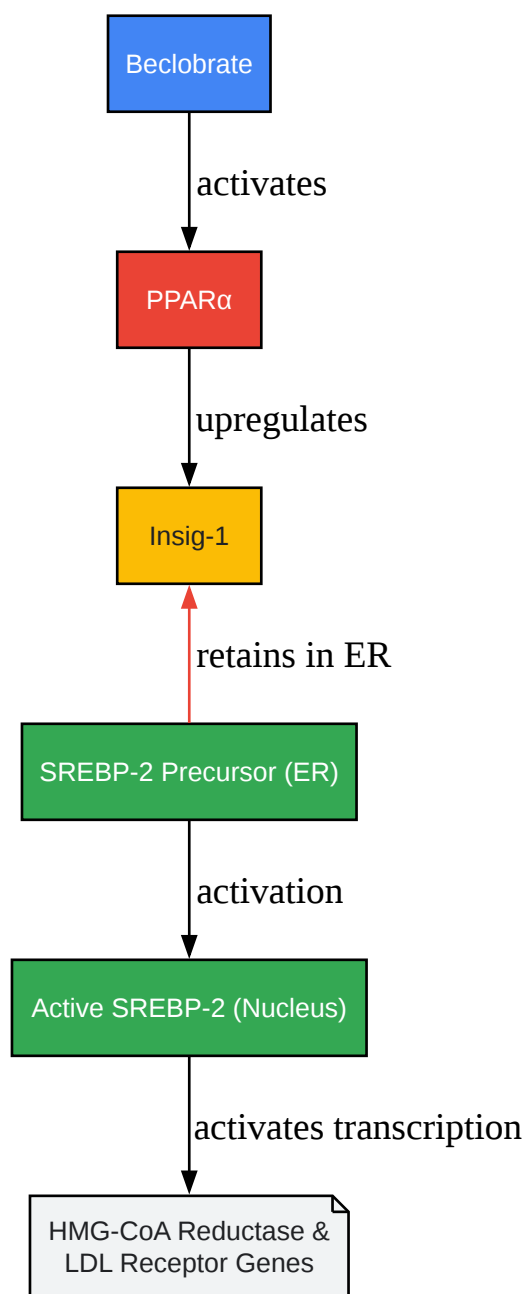 Beclobrate
activates
PPARα
upregulates
Insig-1
retains in ER
SREBP-2 Precursor (ER)
activation
Active SREBP-2 (Nucleus)
activates transcription
HMG-CoA Reductase &
LDL Receptor Genes